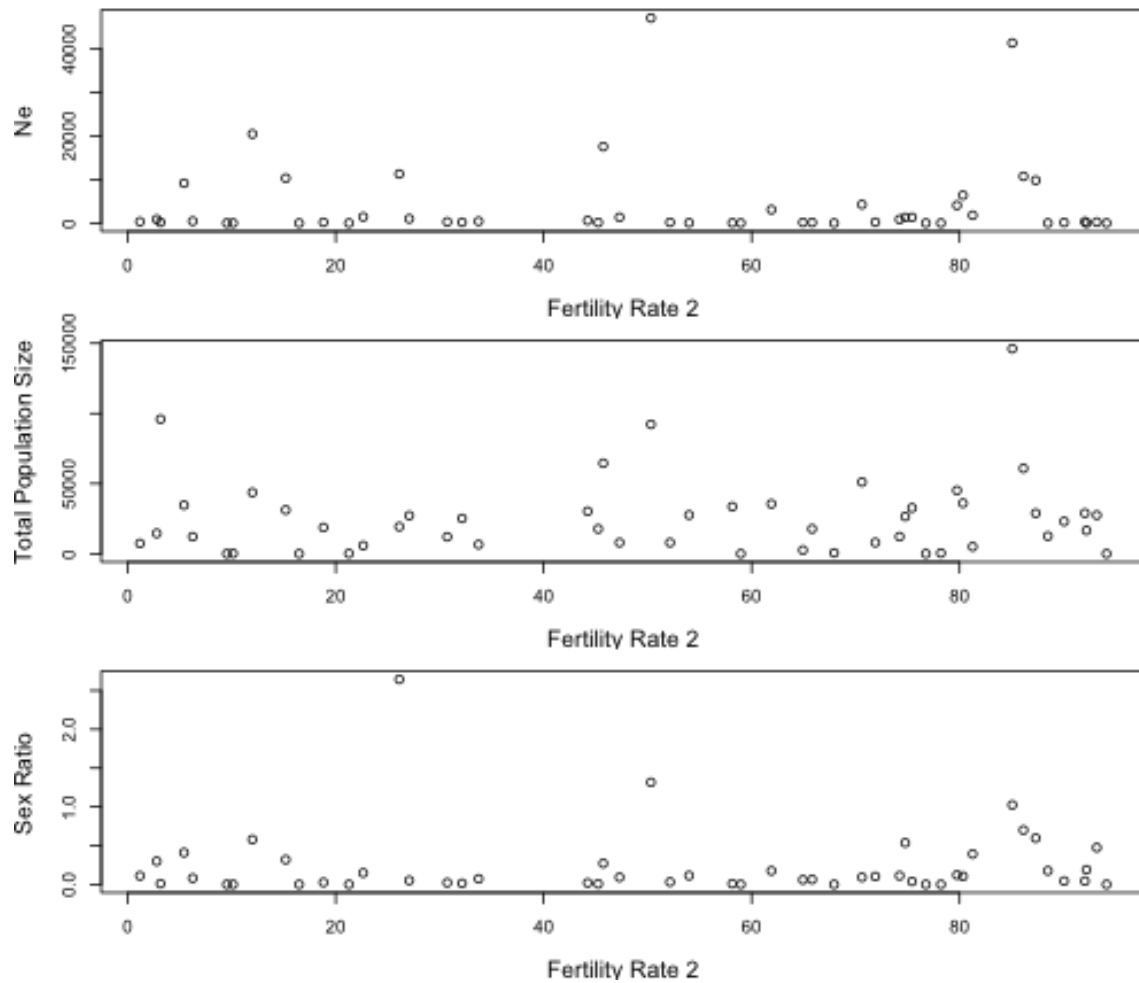 Ne
0 20000 40000
0 20 40 60 80
Fertility Rate 2
Total Population Size
0 50000 150000
0 20 40 60 80
Fertility Rate 2
Sex Ratio
0.0 1.0 2.0
0 20 40 60 80
Fertility Rate 2